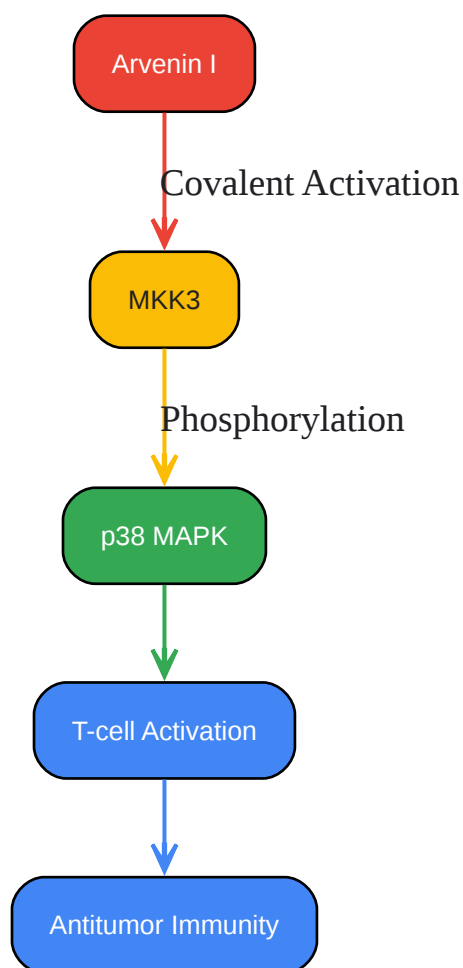 Arvenin I
Covalent Activation
MKK3
Phosphorylation
p38 MAPK
T-cell Activation
Antitumor Immunity